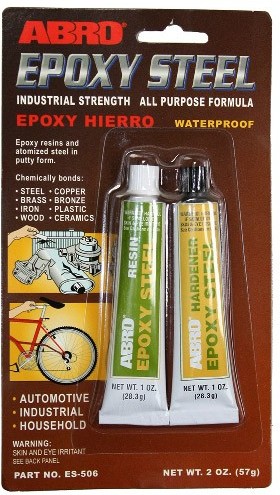 ABRO
EPOXY STEEL
INDUSTRIAL STRENGTH ALL PURPOSE FORMULA
EPOXY HIERRO WATERPROOF
Epoxy resins and
atomized steel in
putty form.
Chemically bonds:
• STEEL • COPPER
• BRASS • BRONZE
• IRON • PLASTIC
• WOOD • CERAMICS
ABRO
RESIN
EPOXY STEEL
NET WT. 1 OZ.
(28.3g)
ABRO
HARDENER
EPOXY STEEL
NET WT. 1 OZ.
(28.3g)
• AUTOMOTIVE
• INDUSTRIAL
• HOUSEHOLD
WARNING:
SKIN AND EYE IRRITANT
SEE BACK PANEL
PART NO. ES-506 NET WT. 2 OZ. (57g)